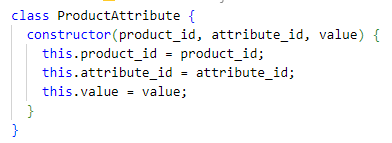 class ProductAttribute {
  constructor(product_id, attribute_id, value) {
    this.product_id = product_id;
    this.attribute_id = attribute_id;
    this.value = value;
  }
}